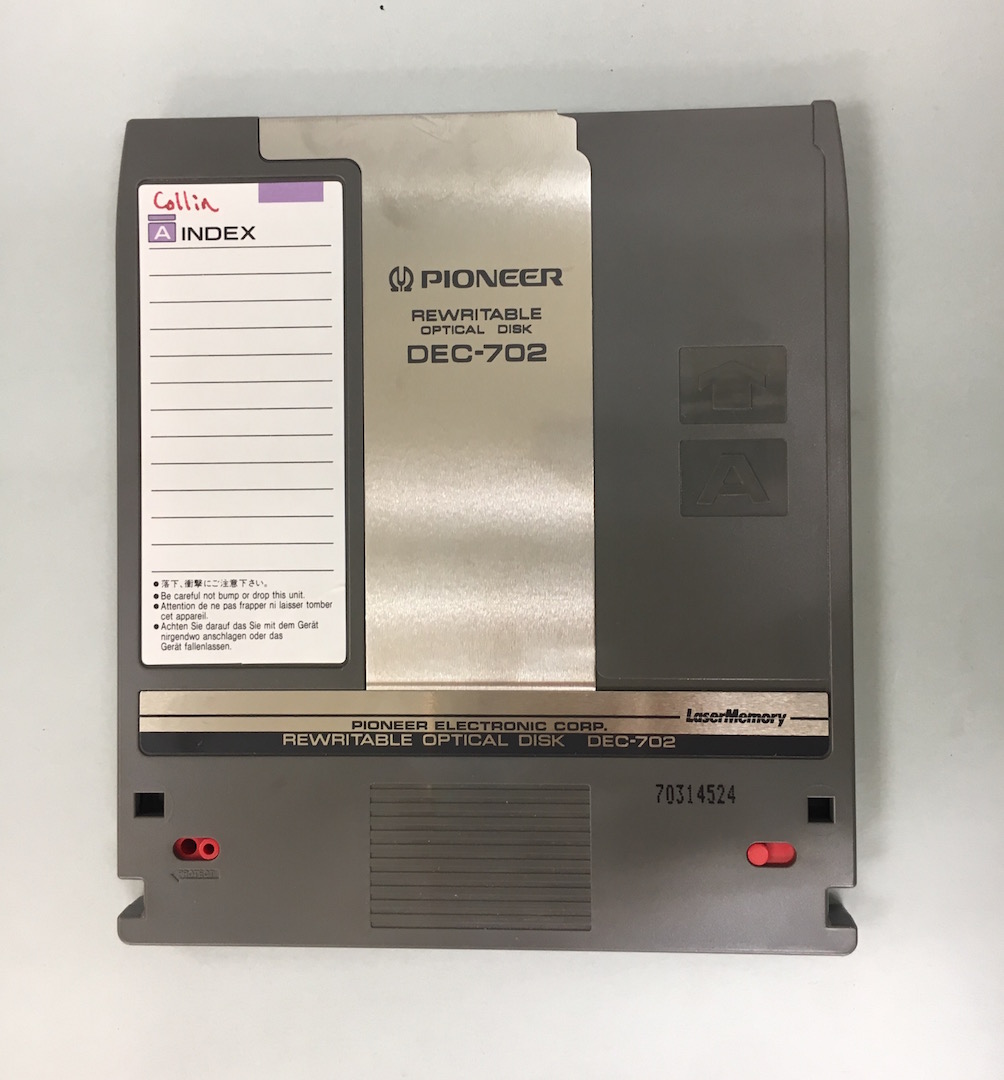 Collin
A INDEX
● 落下、衝撃にご注意下さい。
● Be careful not bump or drop this unit.
● Attention de ne pas frapper ni laisser tomber
cet appareil.
● Achten Sie darauf das Sie mit dem Gerät
nirgendwo anschlagen oder das
Gerät fallenlassen.
PIONEER
REWRITABLE
OPTICAL DISK
DEC-702
A
LaserMemory
PIONEER ELECTRONIC CORP.
REWRITABLE OPTICAL DISK DEC-702
70314524